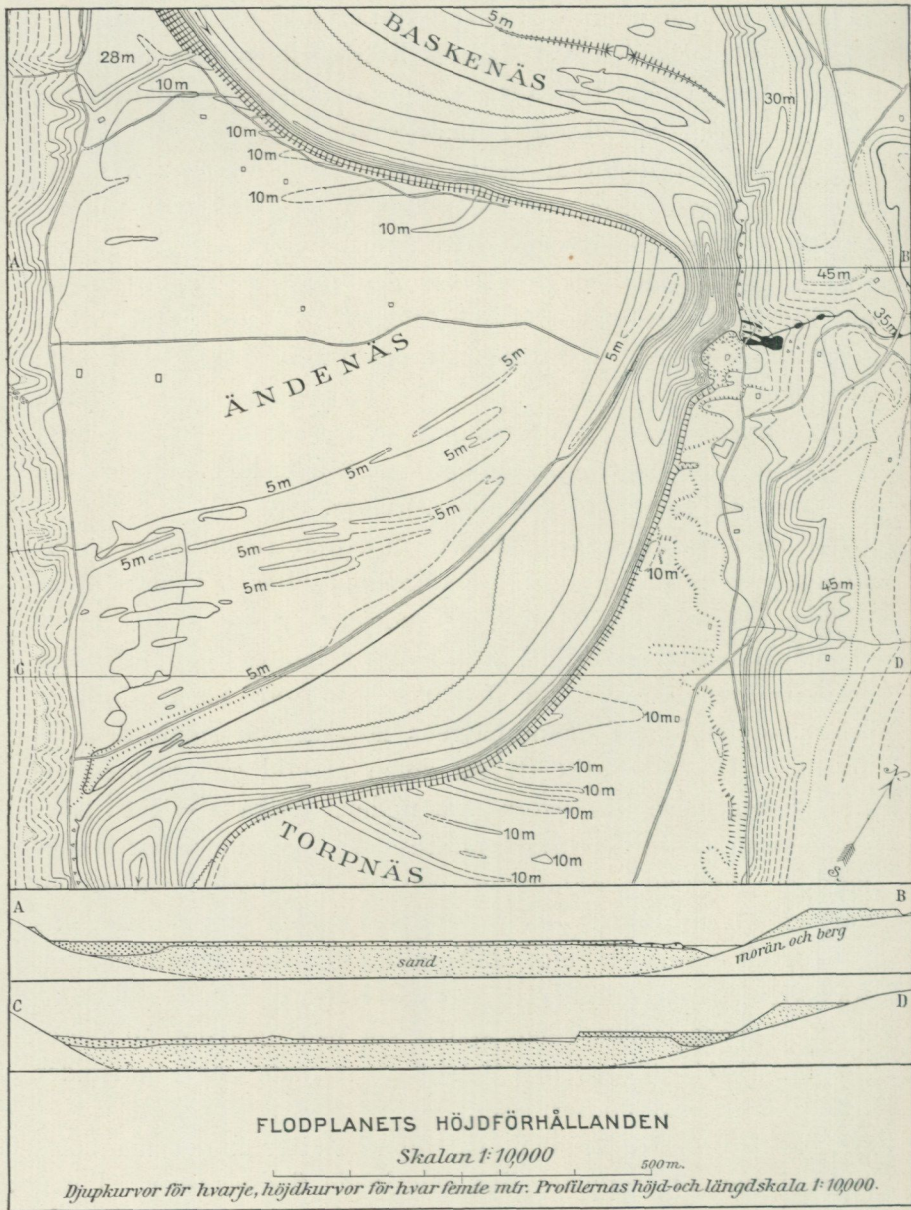 BASKENÄS
5m
28m
10m
30m
10m
10m
10m
10m
A
B
45m
35m
5m
ÄNDENÄS
5m
5m
5m
5m
5m
5m
5m
5m
10m
45m
C
5m
D
10m
N.
10m
10m
10m
10m
10m
10m
S.
TORPNÄS
A
B
sand
morän och berg
C
D
FLODPLANETS HÖJDFÖRHÅLLANDEN
Skalan 1:10,000
500m.
Djupkurvor för hvarje, höjdkurvor för hvar femte mtr. Profilernas höjd-och längdskala 1:10,000.